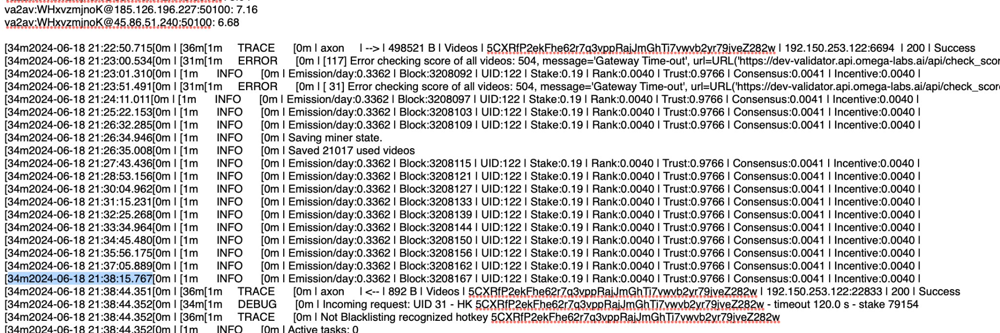 va2av:WHxvzmjnoK@185.126.196.227:50100: 7.16
va2av:WHxvzmjnoK@45.86.51.240:50100: 6.68
[34m2024-06-18 21:22:50.715[0m | [36m[1m TRACE [0m | axon | --> | 498521 B | Videos | 5CXRfP2ekFhe62r7q3vppRajJmGhTi7vwvb2yr79jveZ282w | 192.150.253.122:6694 | 200 | Success
[34m2024-06-18 21:23:00.534[0m | [31m[1m ERROR [0m | [117] Error checking score of all videos: 504, message='Gateway Time-out', url=URL('https://dev-validator.api.omega-labs.ai/api/check_scor
[34m2024-06-18 21:23:01.310[0m | [1m INFO [0m | Emission/day:0.3362 | Block:3208092 | UID:122 | Stake:0.19 | Rank:0.0040 | Trust:0.9766 | Consensus:0.0041 | Incentive:0.0040 |
[34m2024-06-18 21:23:51.491[0m | [31m[1m ERROR [0m | [ 31] Error checking score of all videos: 504, message='Gateway Time-out', url=URL('https://dev-validator.api.omega-labs.ai/api/check_score
[34m2024-06-18 21:24:11.011[0m | [1m INFO [0m | Emission/day:0.3362 | Block:3208097 | UID:122 | Stake:0.19 | Rank:0.0040 | Trust:0.9766 | Consensus:0.0041 | Incentive:0.0040 |
[34m2024-06-18 21:25:22.153[0m | [1m INFO [0m | Emission/day:0.3362 | Block:3208103 | UID:122 | Stake:0.19 | Rank:0.0040 | Trust:0.9766 | Consensus:0.0041 | Incentive:0.0040 |
[34m2024-06-18 21:26:32.285[0m | [1m INFO [0m | Emission/day:0.3362 | Block:3208109 | UID:122 | Stake:0.19 | Rank:0.0040 | Trust:0.9766 | Consensus:0.0041 | Incentive:0.0040 |
[34m2024-06-18 21:26:34.946[0m | [1m INFO [0m | Saving miner state.
[34m2024-06-18 21:26:35.008[0m | [1m INFO [0m | Saved 21017 used videos
[34m2024-06-18 21:27:43.436[0m | [1m INFO [0m | Emission/day:0.3362 | Block:3208115 | UID:122 | Stake:0.19 | Rank:0.0040 | Trust:0.9766 | Consensus:0.0041 | Incentive:0.0040 |
[34m2024-06-18 21:28:53.156[0m | [1m INFO [0m | Emission/day:0.3362 | Block:3208121 | UID:122 | Stake:0.19 | Rank:0.0040 | Trust:0.9766 | Consensus:0.0041 | Incentive:0.0040 |
[34m2024-06-18 21:30:04.962[0m | [1m INFO [0m | Emission/day:0.3362 | Block:3208127 | UID:122 | Stake:0.19 | Rank:0.0040 | Trust:0.9766 | Consensus:0.0041 | Incentive:0.0040 |
[34m2024-06-18 21:31:15.231[0m | [1m INFO [0m | Emission/day:0.3362 | Block:3208133 | UID:122 | Stake:0.19 | Rank:0.0040 | Trust:0.9766 | Consensus:0.0041 | Incentive:0.0040 |
[34m2024-06-18 21:32:25.268[0m | [1m INFO [0m | Emission/day:0.3362 | Block:3208139 | UID:122 | Stake:0.19 | Rank:0.0040 | Trust:0.9766 | Consensus:0.0041 | Incentive:0.0040 |
[34m2024-06-18 21:33:34.964[0m | [1m INFO [0m | Emission/day:0.3362 | Block:3208144 | UID:122 | Stake:0.19 | Rank:0.0040 | Trust:0.9766 | Consensus:0.0041 | Incentive:0.0040 |
[34m2024-06-18 21:34:45.480[0m | [1m INFO [0m | Emission/day:0.3362 | Block:3208150 | UID:122 | Stake:0.19 | Rank:0.0040 | Trust:0.9766 | Consensus:0.0041 | Incentive:0.0040 |
[34m2024-06-18 21:35:56.175[0m | [1m INFO [0m | Emission/day:0.3362 | Block:3208156 | UID:122 | Stake:0.19 | Rank:0.0040 | Trust:0.9766 | Consensus:0.0041 | Incentive:0.0040 |
[34m2024-06-18 21:37:05.889[0m | [1m INFO [0m | Emission/day:0.3362 | Block:3208162 | UID:122 | Stake:0.19 | Rank:0.0040 | Trust:0.9766 | Consensus:0.0041 | Incentive:0.0040 |
[34m2024-06-18 21:38:15.767[0m | [1m INFO [0m | Emission/day:0.3362 | Block:3208167 | UID:122 | Stake:0.19 | Rank:0.0040 | Trust:0.9766 | Consensus:0.0041 | Incentive:0.0040 |
[34m2024-06-18 21:38:44.351[0m | [36m[1m TRACE [0m | axon | <-- | 892 B | Videos | 5CXRfP2ekFhe62r7q3vppRajJmGhTi7vwvb2yr79jveZ282w | 192.150.253.122:22833 | 200 | Success
[34m2024-06-18 21:38:44.352[0m | [34m[1m DEBUG [0m | Incoming request: UID 31 - HK 5CXRfP2ekFhe62r7q3vppRajJmGhTi7vwvb2yr79jveZ282w - timeout 120.0 s - stake 79154
[34m2024-06-18 21:38:44.352[0m | [36m[1m TRACE [0m | Not Blacklisting recognized hotkey 5CXRfP2ekFhe62r7q3vppRajJmGhTi7vwvb2yr79jveZ282w
[34m2024-06-18 21:38:44.352[0m | [1m INFO [0m | Active tasks: 0